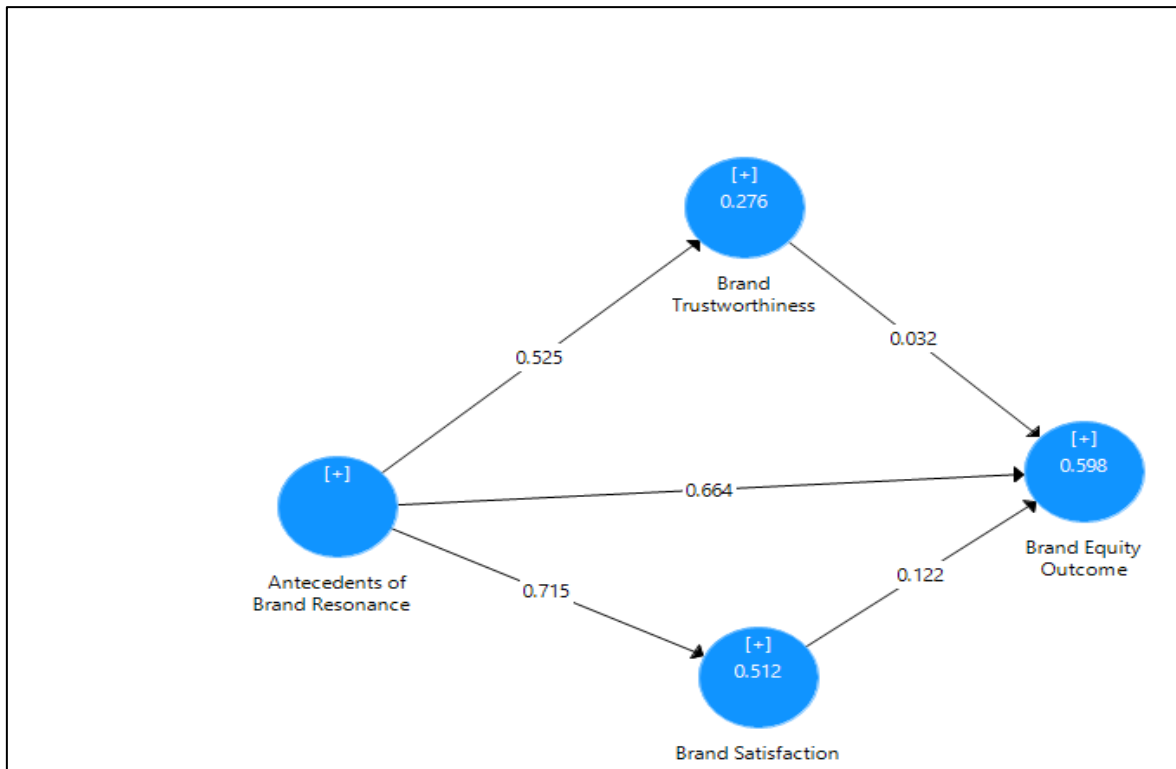 [+]
0.276
Brand
Trustworthiness
0.525
0.032
[+]
0.598
Brand Equity
Outcome
0.664
[+]
Antecedents of
Brand Resonance
0.715
0.122
[+]
0.512
Brand Satisfaction